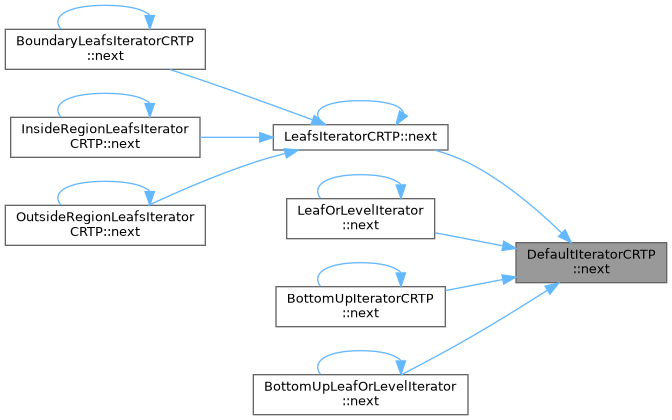 BoundaryLeafsIteratorCRTP
::next
InsideRegionLeafsIterator
CRTP::next
OutsideRegionLeafsIterator
CRTP::next
LeafsIteratorCRTP::next
LeafOrLevelIterator
::next
BottomUpIteratorCRTP
::next
BottomUpLeafOrLevelIterator
::next
DefaultIteratorCRTP
::next